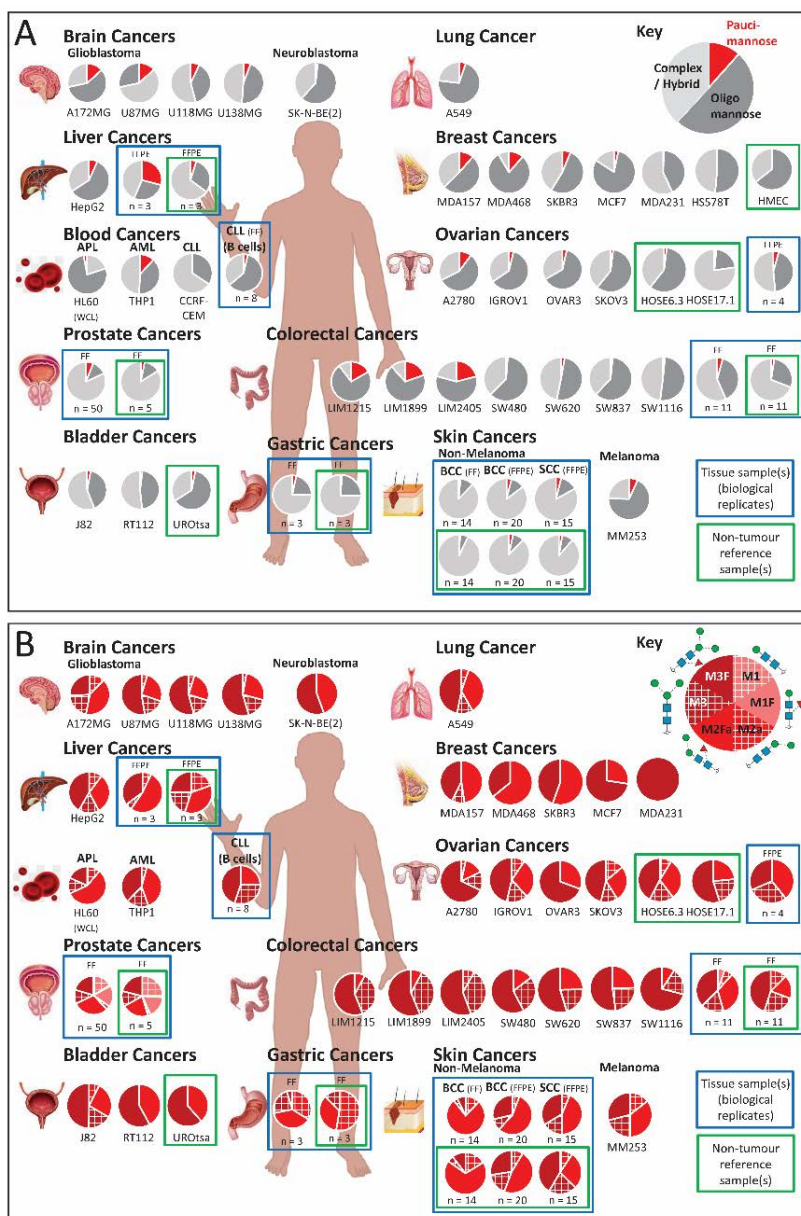 A
Brain Cancers
Glioblastoma
Neuroblastoma
A172MG U87MG U118MG U138MG SK-N-BE(2)
Lung Cancer
A549
Key
Pauci-
mannose
Complex
/ Hybrid
Oligo
mannose
Liver Cancers
FFPE FFPE
HepG2 n = 3 n = 3
Breast Cancers
MDA157 MDA468 SKBR3 MCF7 MDA231 HS578T HMEC
Blood Cancers
APL AML CLL
CLL (FF)
(B cells)
HL60 THP1 CCRF-
(WCL) CEM
n = 8
Ovarian Cancers
FFPE
A2780 IGROV1 OVAR3 SKOV3 HOSE6.3 HOSE17.1 n = 4
Prostate Cancers
FF FF
n = 50 n = 5
Colorectal Cancers
FF FF
LIM1215 LIM1899 LIM2405 SW480 SW620 SW837 SW1116 n = 11 n = 11
Bladder Cancers
J82 RT112 UROtsa
Gastric Cancers
FF FF
n = 3 n = 3
Skin Cancers
Non-Melanoma
Melanoma
BCC (FF) BCC (FFPE) SCC (FFPE)
n = 14 n = 20 n = 15
MM253
n = 14 n = 20 n = 15
Tissue sample(s)
(biological
replicates)
Non-tumour
reference
sample(s)
B
Brain Cancers
Glioblastoma
Neuroblastoma
A172MG U87MG U118MG U138MG SK-N-BE(2)
Lung Cancer
A549
Key
M3F M1
M3 M1F
M2Fa M2a
Liver Cancers
FFPE FFPE
HepG2 n = 3 n = 3
Breast Cancers
MDA157 MDA468 SKBR3 MCF7 MDA231
APL AML
CLL
(B cells)
HL60 THP1
(WCL)
n = 8
Ovarian Cancers
FFPE
A2780 IGROV1 OVAR3 SKOV3 HOSE6.3 HOSE17.1 n = 4
Prostate Cancers
FF FF
n = 50 n = 5
Colorectal Cancers
FF FF
LIM1215 LIM1899 LIM2405 SW480 SW620 SW837 SW1116 n = 11 n = 11
Bladder Cancers
J82 RT112 UROtsa
Gastric Cancers
FF FF
n = 3 n = 3
Skin Cancers
Non-Melanoma
Melanoma
BCC (FF) BCC (FFPE) SCC (FFPE)
n = 14 n = 20 n = 15
MM253
n = 14 n = 20 n = 15
Tissue sample(s)
(biological
replicates)
Non-tumour
reference
sample(s)